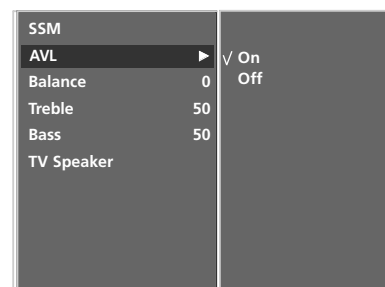 SSM
AVL ▶
Balance 0
Treble 50
Bass 50
TV Speaker
√ On
Off